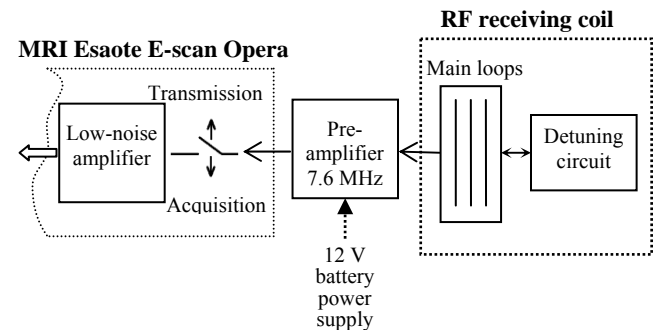 RF receiving coil
MRI Esaote E-scan Opera
Main loops
Transmission
Low-noise
amplifier
Acquisition
Pre-
amplifier
7.6 MHz
Detuning
circuit
12 V
battery
power
supply